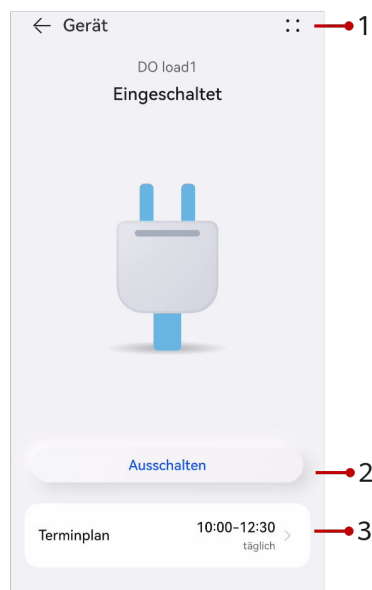 Gerät
1
DO load1
Eingeschaltet
Ausschalten
2
Terminplan
10:00-12:30
täglich
3